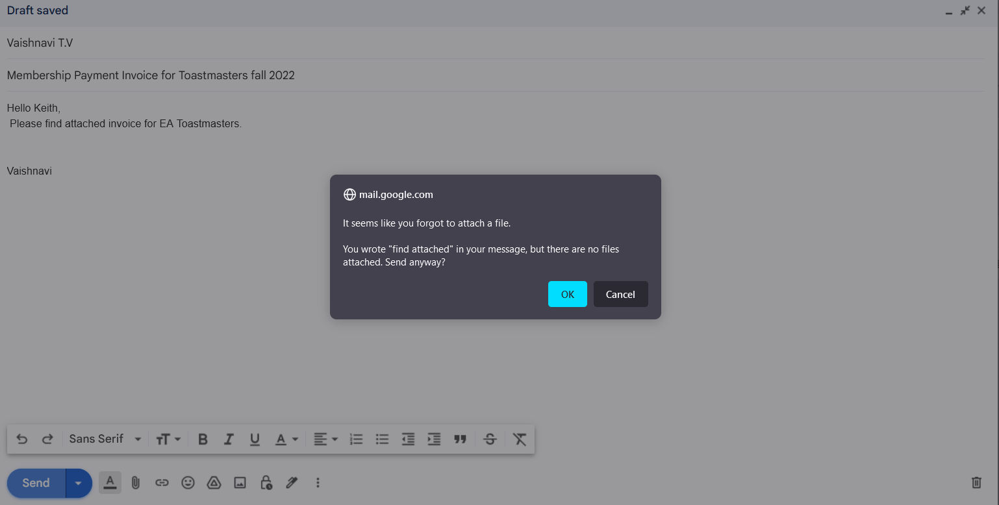 Draft saved
Vaishnavi T.V
Membership Payment Invoice for Toastmasters fall 2022
Hello Keith,
Please find attached invoice for EA Toastmasters.
Vaishnavi
mail.google.com
It seems like you forgot to attach a file.
You wrote "find attached" in your message, but there are no files
attached. Send anyway?
OK Cancel
Sans Serif
Send